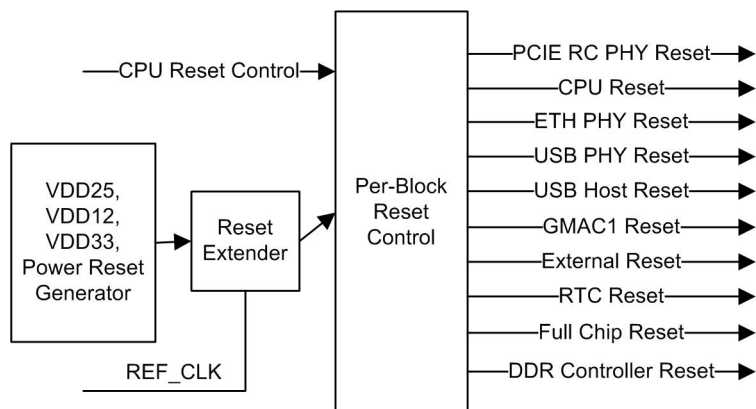 CPU Reset Control
VDD25,
VDD12,
VDD33,
Power Reset
Generator
Reset
Extender
REF_CLK
Per-Block
Reset
Control
PCIE RC PHY Reset
CPU Reset
ETH PHY Reset
USB PHY Reset
USB Host Reset
GMAC1 Reset
External Reset
RTC Reset
Full Chip Reset
DDR Controller Reset